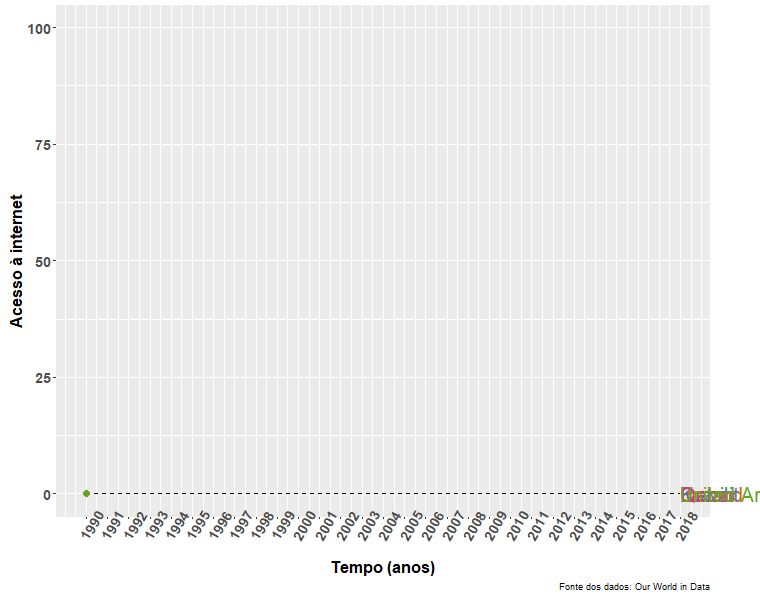 100
75
50
25
0
Acesso à internet
1990 1991 1992 1993 1994 1995 1996 1997 1998 1999 2000 2001 2002 2003 2004 2005 2006 2007 2008 2009 2010 2011 2012 2013 2014 2015 2016 2017 2018
Tempo (anos)
Fonte dos dados: Our World in Data